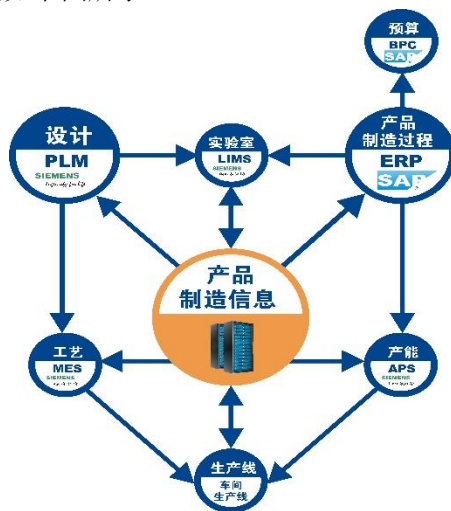 预算
BPC
SAP
设计
PLM
SIEMENS
实验室
LIMS
SIEMENS
产品
制造过程
ERP
SAP
产品
制造信息
工艺
MES
SIEMENS
产能
APS
SIEMENS
生产线
车间
生产线